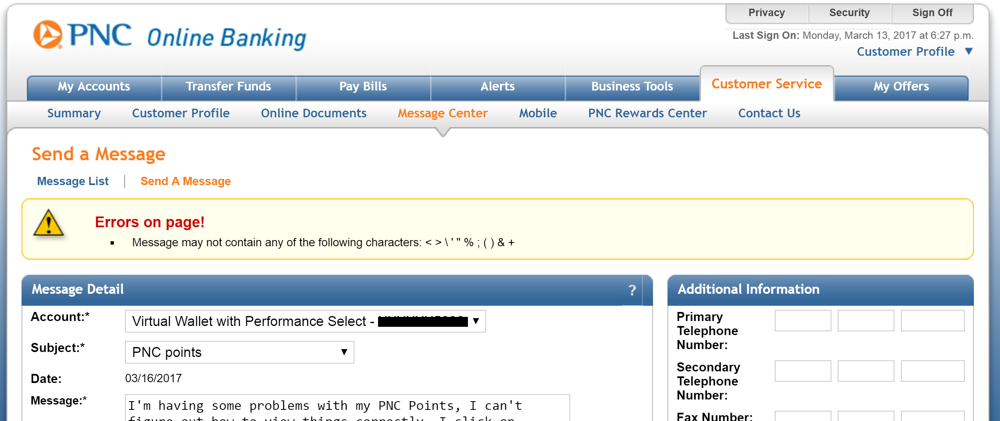 Privacy Security Sign Off
PNC Online Banking
Last Sign On: Monday, March 13, 2017 at 6:27 p.m.
Customer Profile ▼
My Accounts Transfer Funds Pay Bills Alerts Business Tools Customer Service My Offers
Summary Customer Profile Online Documents Message Center Mobile PNC Rewards Center Contact Us
Send a Message
Message List | Send A Message
Errors on page!
▪ Message may not contain any of the following characters: < > \ ' " % ; ( ) & +
Message Detail ?
Account:* Virtual Wallet with Performance Select - ▼
Subject:* PNC points ▼
Date: 03/16/2017
Message:* I'm having some problems with my PNC Points, I can't
figure out how to view things correctly. I click on
Additional Information
Primary
Telephone
Number:
Secondary
Telephone
Number:
Fax Number: